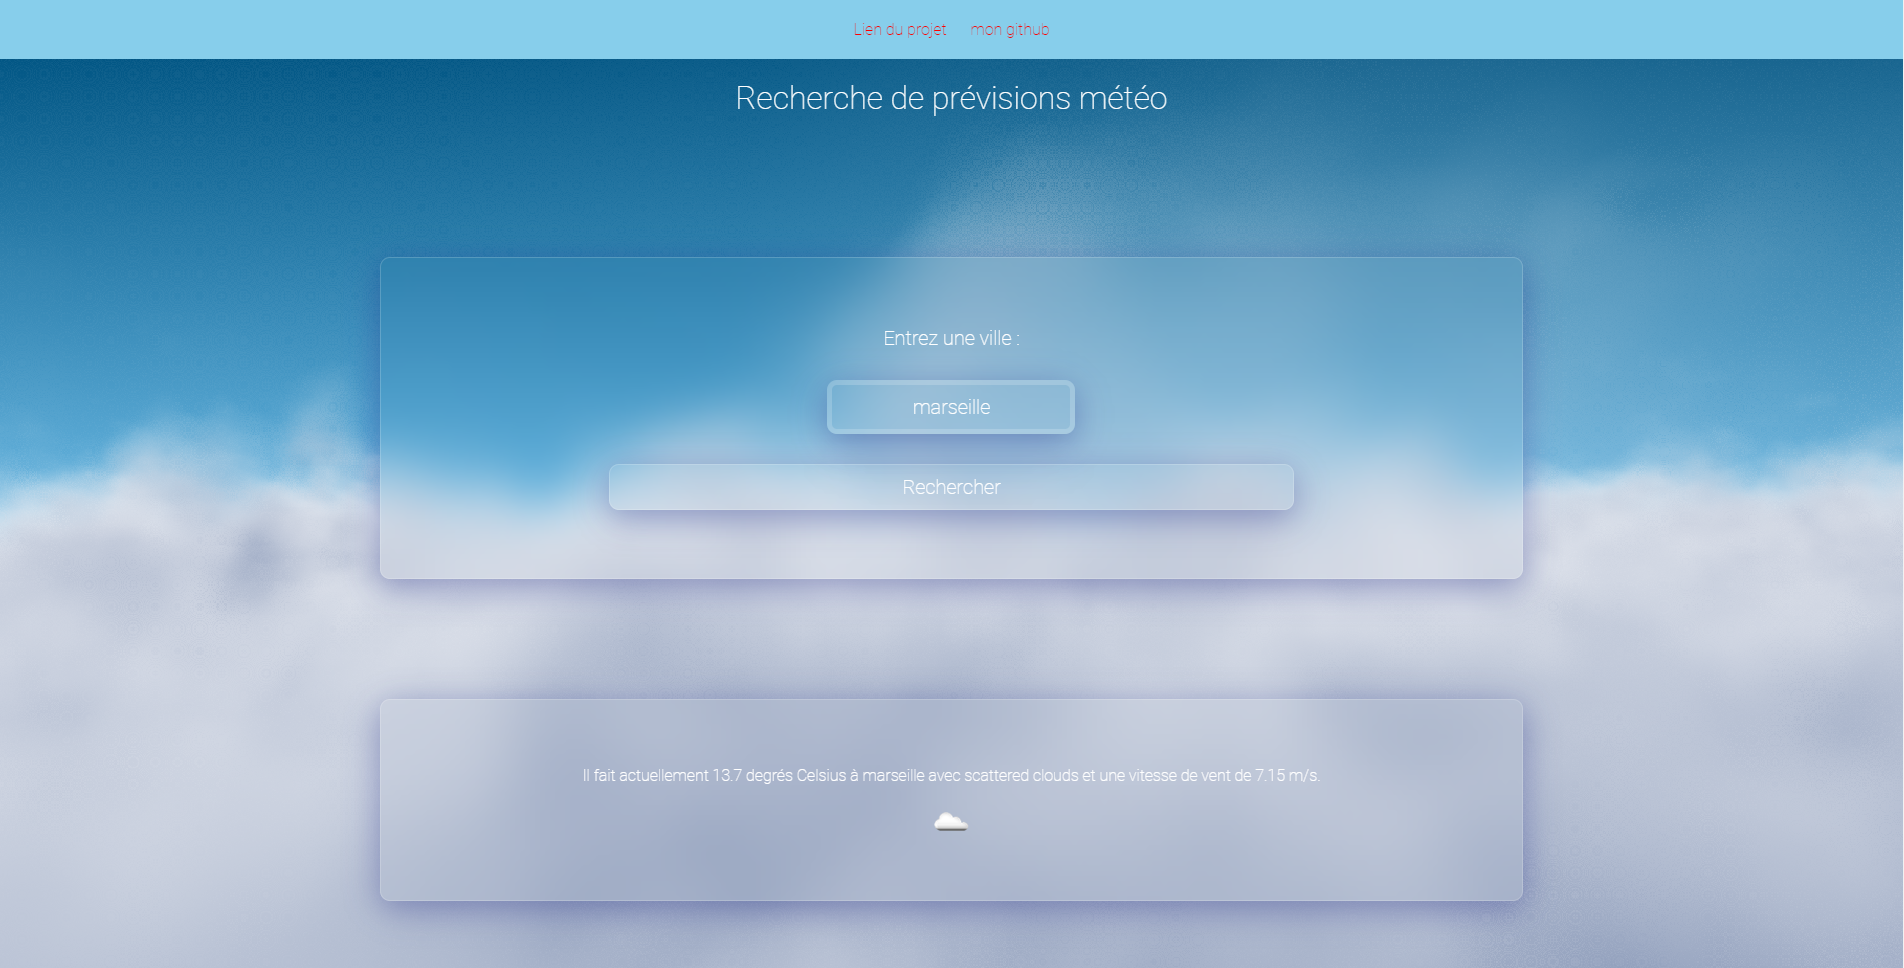 Lien du projet mon github
Recherche de prévisions météo
Entrez une ville :
marseille
Rechercher
Il fait actuellement 13.7 degrés Celsius à marseille avec scattered clouds et une vitesse de vent de 7.15 m/s.